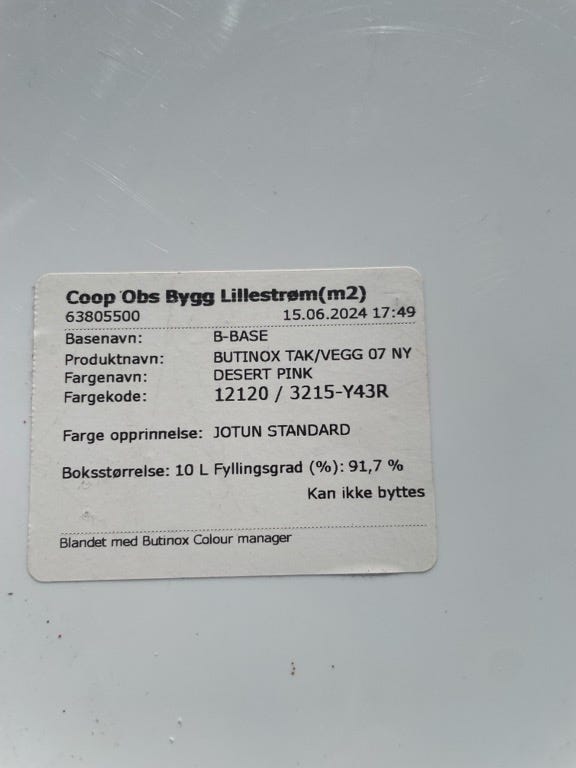 Coop Obs Bygg Lillestrøm(m2)
63805500 15.06.2024 17:49
Basenavn: B-BASE
Produktnavn: BUTINOX TAK/VEGG 07 NY
Fargenavn: DESERT PINK
Fargekode: 12120 / 3215-Y43R
Farge opprinnelse: JOTUN STANDARD
Boksstørrelse: 10 L Fyllingsgrad (%): 91,7 %
Kan ikke byttes
Blandet med Butinox Colour manager